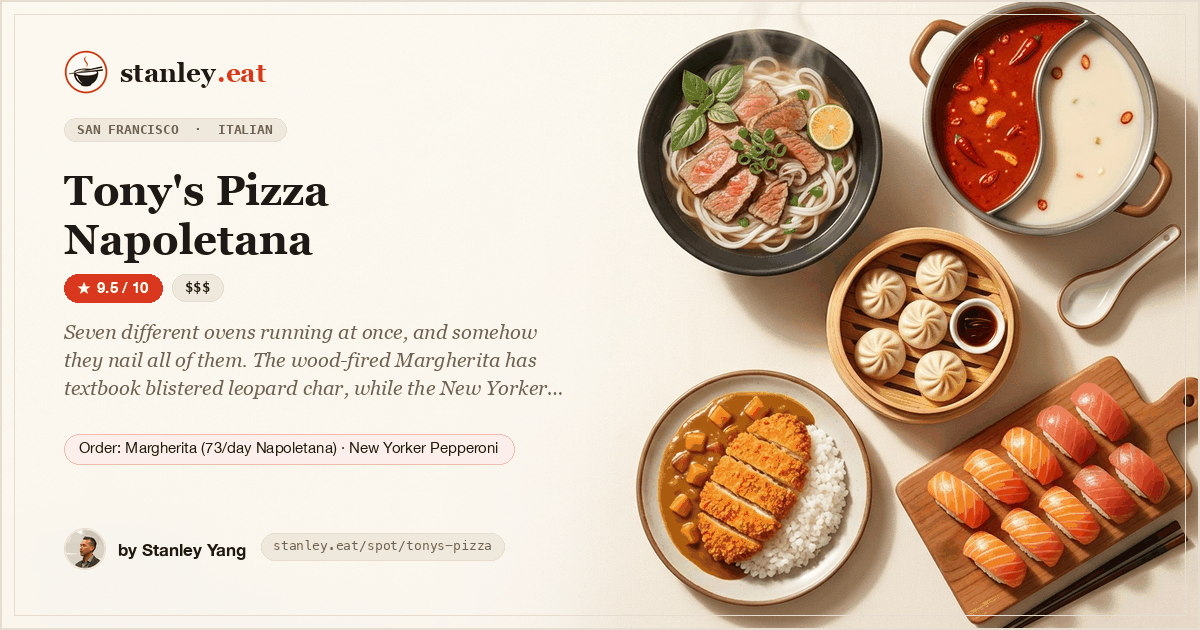 stanley.eat
SAN FRANCISCO · ITALIAN
Tony's Pizza
Napoletana
★ 9.5 / 10 $$$
Seven different ovens running at once, and somehow
they nail all of them. The wood-fired Margherita has
textbook blistered leopard char, while the New Yorker...
Order: Margherita (73/day Napoletana) · New Yorker Pepperoni
by Stanley Yang stanley.eat/spot/tonys-pizza